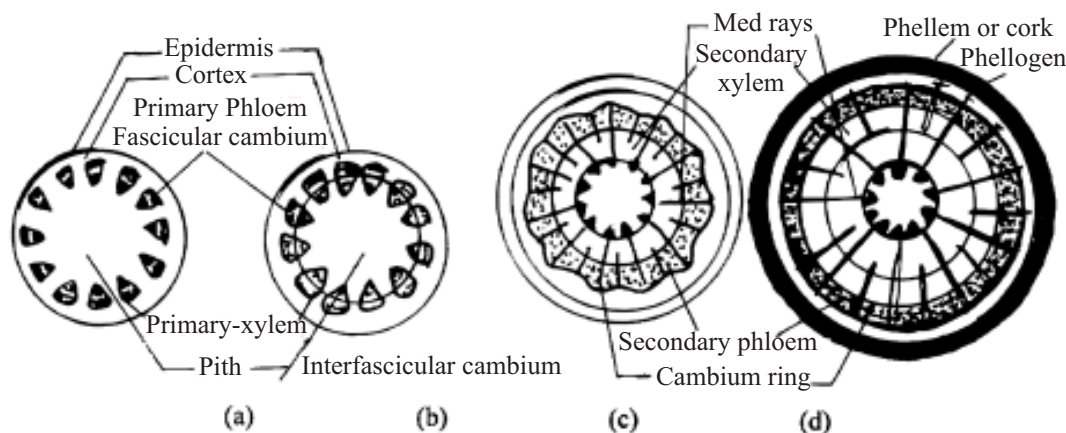 Epidermis
Cortex
Primary Phloem
Fascicular cambium
Primary-xylem
Pith
Interfascicular cambium
Med rays
Secondary
xylem
Phellem or cork
Phellogen
Secondary phloem
Cambium ring
(a)
(b)
(c)
(d)